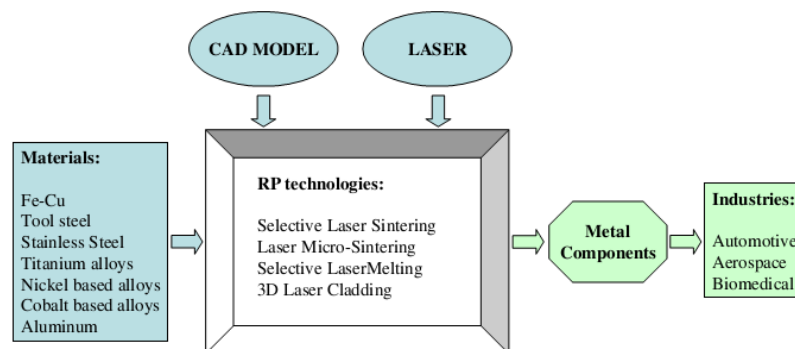 CAD MODEL
LASER
Materials:
Fe-Cu
Tool steel
Stainless Steel
Titanium alloys
Nickel based alloys
Cobalt based alloys
Aluminum
RP technologies:
Selective Laser Sintering
Laser Micro-Sintering
Selective LaserMelting
3D Laser Cladding
Metal
Components
Industries:
Automotive
Aerospace
Biomedical